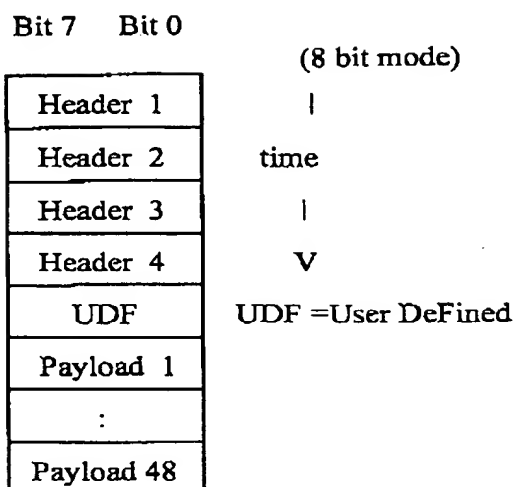 Bit 7 Bit 0
(8 bit mode)
Header 1 |
Header 2 time
Header 3 |
Header 4 V
UDF UDF =User DeFined
Payload 1
:
Payload 48